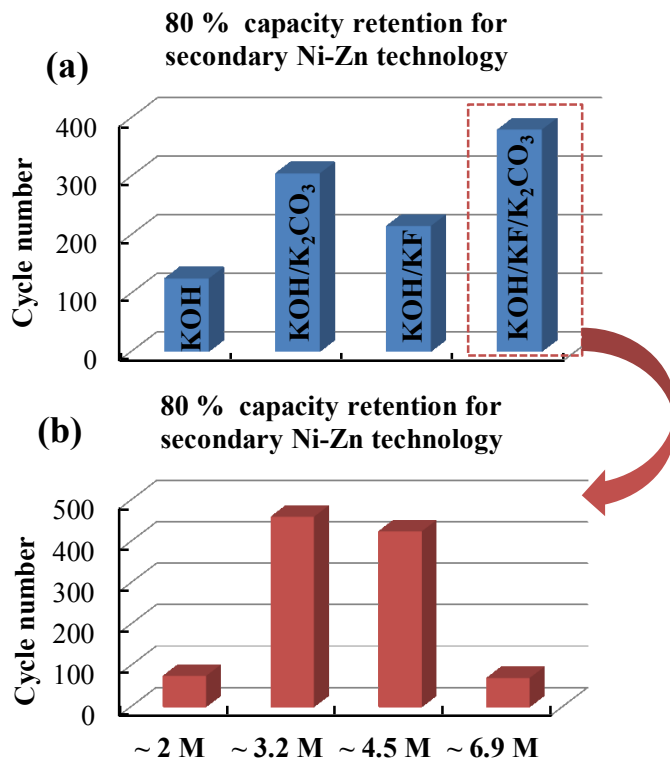 80 % capacity retention for
secondary Ni-Zn technology
(a)
Cycle number
400
300
200
100
0
KOH
KOH/K₂CO₃
KOH/KF
KOH/KF/K₂CO₃
80 % capacity retention for
secondary Ni-Zn technology
(b)
Cycle number
500
400
300
200
100
0
~ 2 M ~ 3.2 M ~ 4.5 M ~ 6.9 M